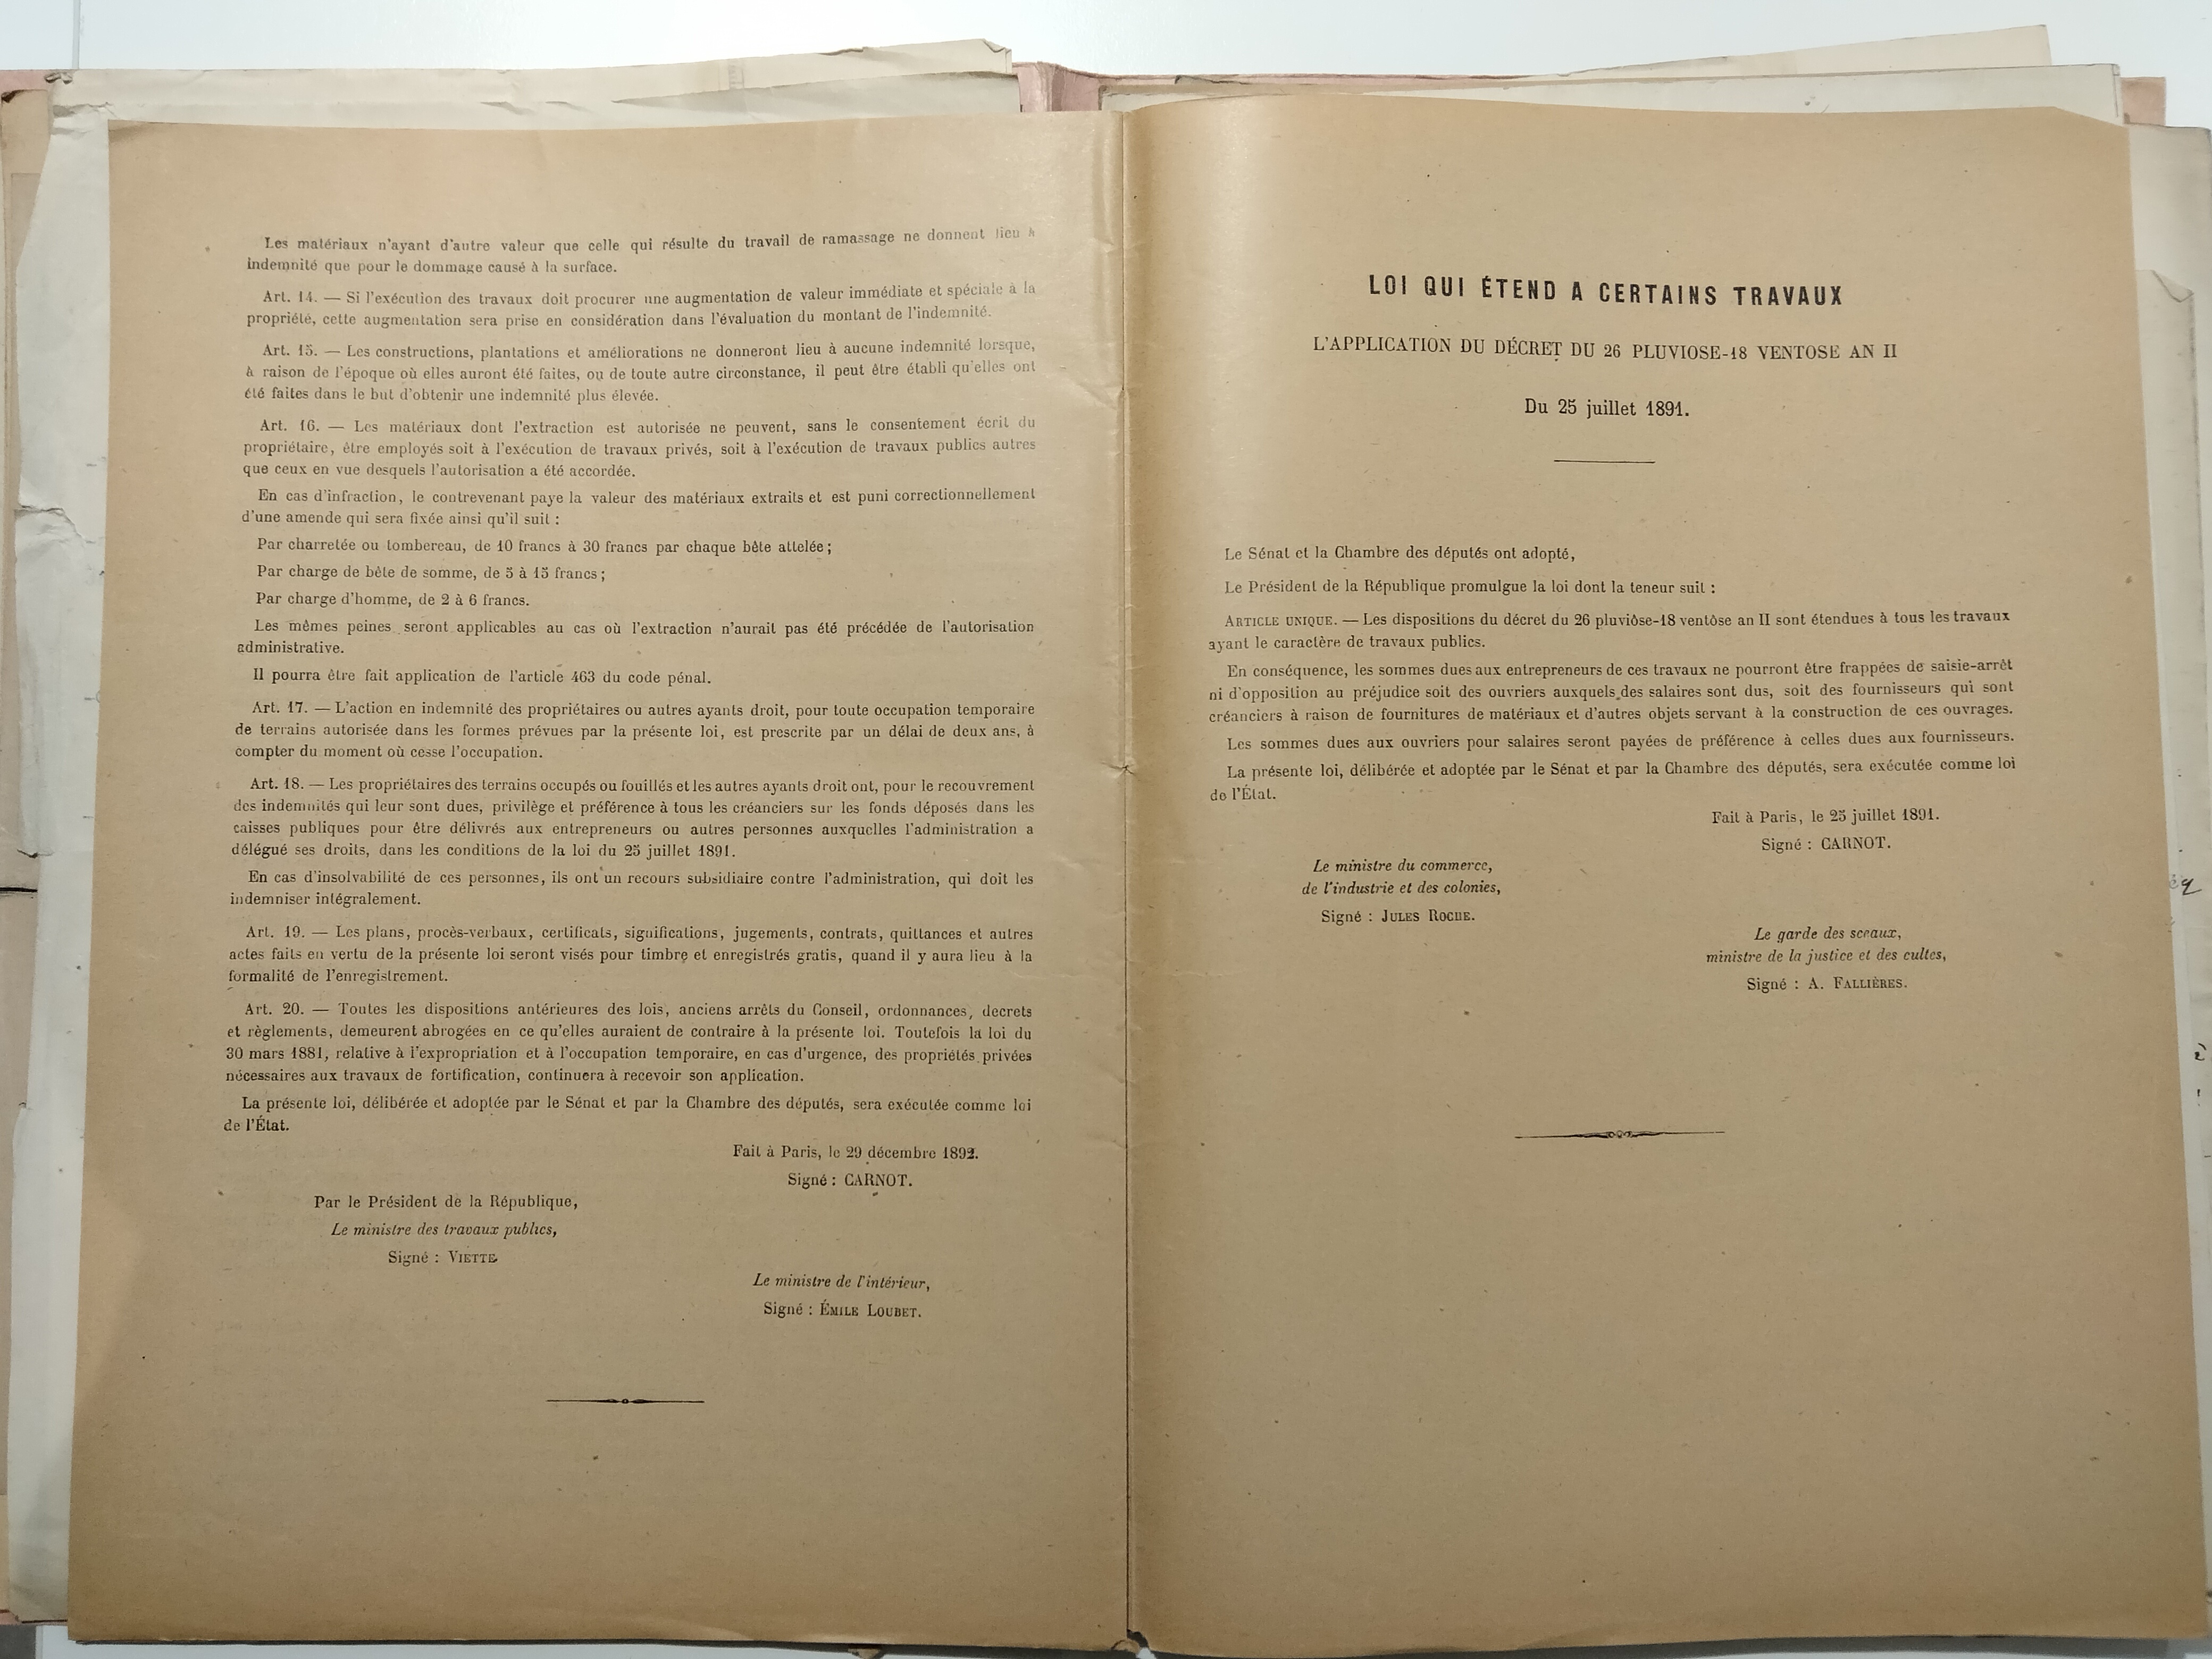 Les matériaux n'ayant d'autre valeur que celle qui résulte du travail de ramassage ne donnent lieu à
indemnité que pour le dommage causé à la surface.
Art. 14. — Si l'exécution des travaux doit procurer une augmentation de valeur immédiate et spéciale à la
propriété, cette augmentation sera prise en considération dans l'évaluation du montant de l'indemnité.
Art. 15. — Les constructions, plantations et améliorations ne donneront lieu à aucune indemnité lorsque,
à raison de l'époque où elles auront été faites, ou de toute autre circonstance, il peut être établi qu'elles ont
été faites dans le but d'obtenir une indemnité plus élevée.
Art. 16. — Les matériaux dont l'extraction est autorisée ne peuvent, sans le consentement écrit du
propriétaire, être employés soit à l'exécution de travaux privés, soit à l'exécution de travaux publics autres
que ceux en vue desquels l'autorisation a été accordée.
En cas d'infraction, le contrevenant paye la valeur des matériaux extraits et est puni correctionnellement
d'une amende qui sera fixée ainsi qu'il suit :
Par charretée ou tombereau, de 10 francs à 30 francs par chaque bête attelée ;
Par charge de bête de somme, de 5 à 15 francs ;
Par charge d'homme, de 2 à 6 francs.
Les mêmes peines seront applicables au cas où l'extraction n'aurait pas été précédée de l'autorisation
administrative.
Il pourra être fait application de l'article 463 du code pénal.
Art. 17. — L'action en indemnité des propriétaires ou autres ayants droit, pour toute occupation temporaire
de terrains autorisée dans les formes prévues par la présente loi, est prescrite par un délai de deux ans, à
compter du moment où cesse l'occupation.
Art. 18. — Les propriétaires des terrains occupés ou fouillés et les autres ayants droit ont, pour le recouvrement
des indemnités qui leur sont dues, privilège et préférence à tous les créanciers sur les fonds déposés dans les
caisses publiques pour être délivrés aux entrepreneurs ou autres personnes auxquelles l'administration a
délégué ses droits, dans les conditions de la loi du 25 juillet 1891.
En cas d'insolvabilité de ces personnes, ils ont un recours subsidiaire contre l'administration, qui doit les
indemniser intégralement.
Art. 19. — Les plans, procès-verbaux, certificats, significations, jugements, contrats, quittances et autres
actes faits en vertu de la présente loi seront visés pour timbre et enregistrés gratis, quand il y aura lieu à la
formalité de l'enregistrement.
Art. 20. — Toutes les dispositions antérieures des lois, anciens arrêts du Conseil, ordonnances, decrets
et règlements, demeurent abrogées en ce qu'elles auraient de contraire à la présente loi. Toutefois la loi du
30 mars 1881, relative à l'expropriation et à l'occupation temporaire, en cas d'urgence, des propriétés privées
nécessaires aux travaux de fortification, continuera à recevoir son application.
La présente loi, délibérée et adoptée par le Sénat et par la Chambre des députés, sera exécutée comme loi
de l'État.
Fait à Paris, le 29 décembre 1892.
Signé : CARNOT.
Par le Président de la République,
Le ministre des travaux publics,
Signé : VIETTE
Le ministre de l'intérieur,
Signé : ÉMILE LOUBET.
LOI QUI ÉTEND A CERTAINS TRAVAUX
L'APPLICATION DU DÉCRET DU 26 PLUVIOSE-18 VENTOSE AN II
Du 25 juillet 1891.
Le Sénat et la Chambre des députés ont adopté,
Le Président de la République promulgue la loi dont la teneur suit :
ARTICLE UNIQUE. — Les dispositions du décret du 26 pluviôse-18 ventôse an II sont étendues à tous les travaux
ayant le caractère de travaux publics.
En conséquence, les sommes dues aux entrepreneurs de ces travaux ne pourront être frappées de saisie-arrêt
ni d'opposition au préjudice soit des ouvriers auxquels des salaires sont dus, soit des fournisseurs qui sont
créanciers à raison de fournitures de matériaux et d'autres objets servant à la construction de ces ouvrages.
Les sommes dues aux ouvriers pour salaires seront payées de préférence à celles dues aux fournisseurs.
La présente loi, délibérée et adoptée par le Sénat et par la Chambre des députés, sera exécutée comme loi
de l'État.
Fait à Paris, le 25 juillet 1891.
Signé : CARNOT.
Le ministre du commerce,
de l'industrie et des colonies,
Signé : JULES ROCHE.
Le garde des sceaux,
ministre de la justice et des cultes,
Signé : A. FALLIÈRES.